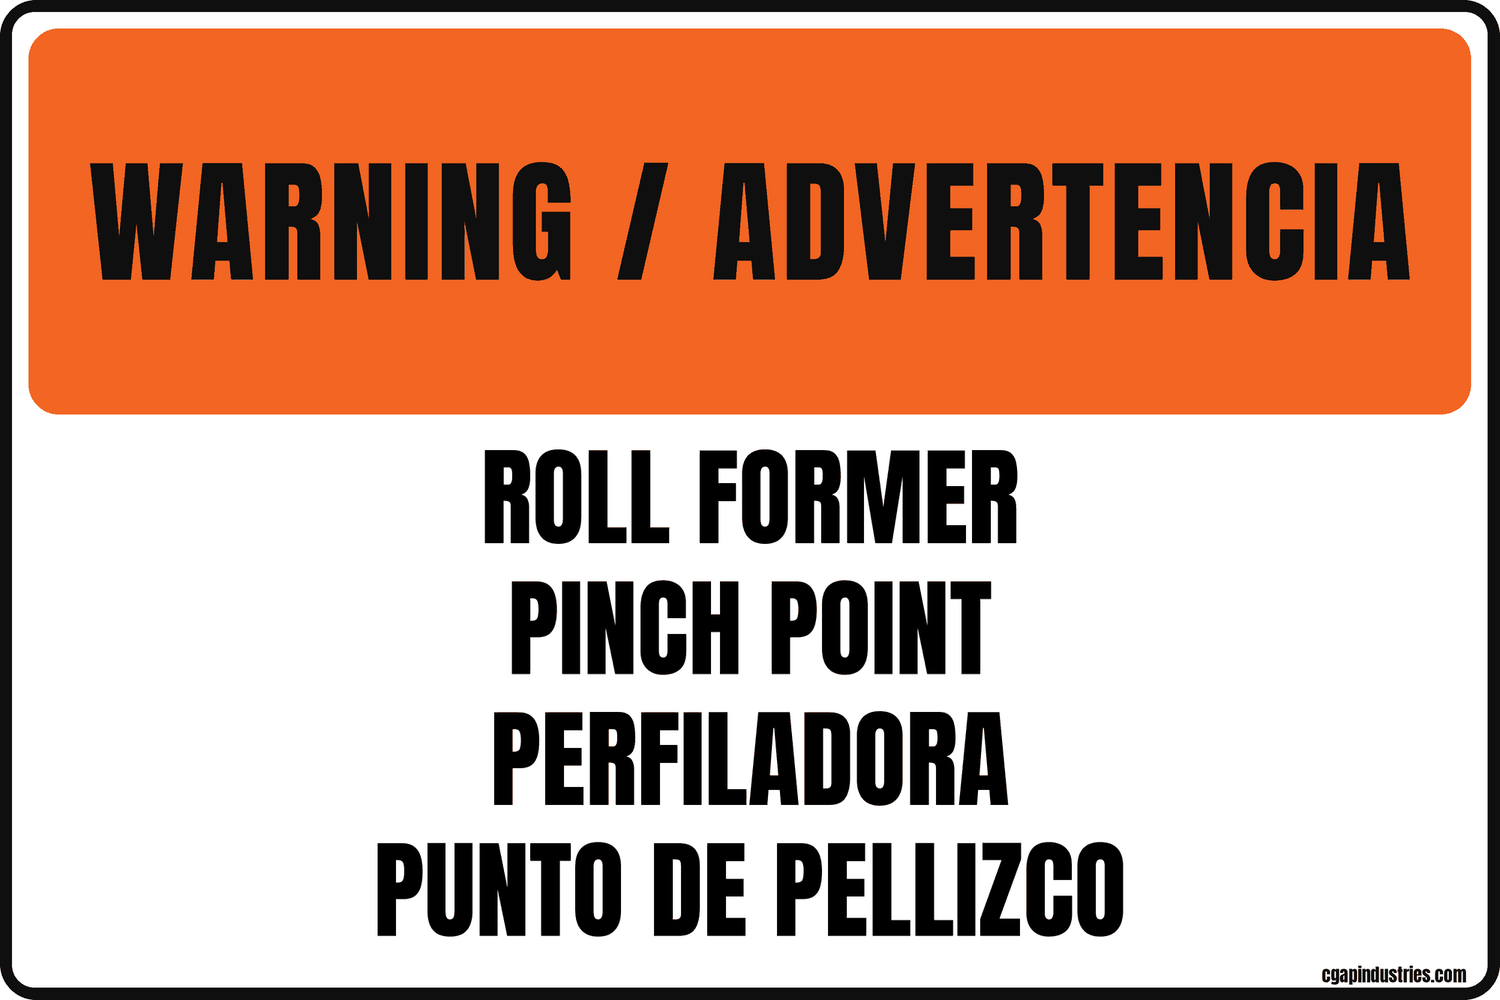 WARNING / ADVERTENCIA
ROLL FORMER
PINCH POINT
PERFILADORA
PUNTO DE PELLIZCO
cgapindustries.com